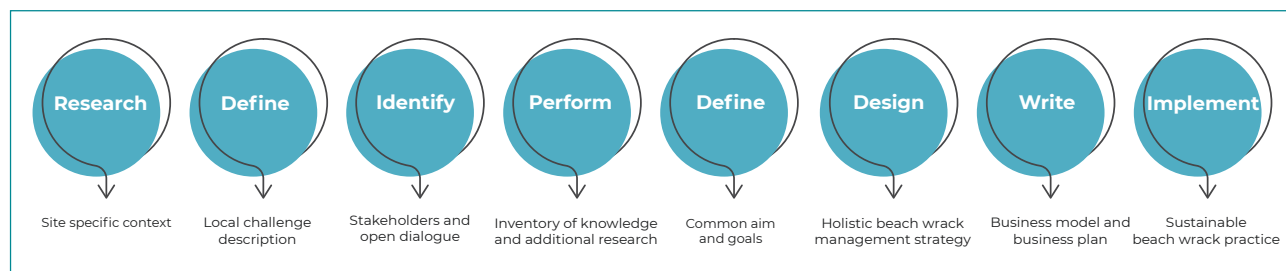 Research
Define
Identify
Perform
Define
Design
Write
Implement
Site specific context
Local challenge
description
Stakeholders and
open dialogue
Inventory of knowledge
and additional research
Common aim
and goals
Holistic beach wrack
management strategy
Business model and
business plan
Sustainable
beach wrack practice